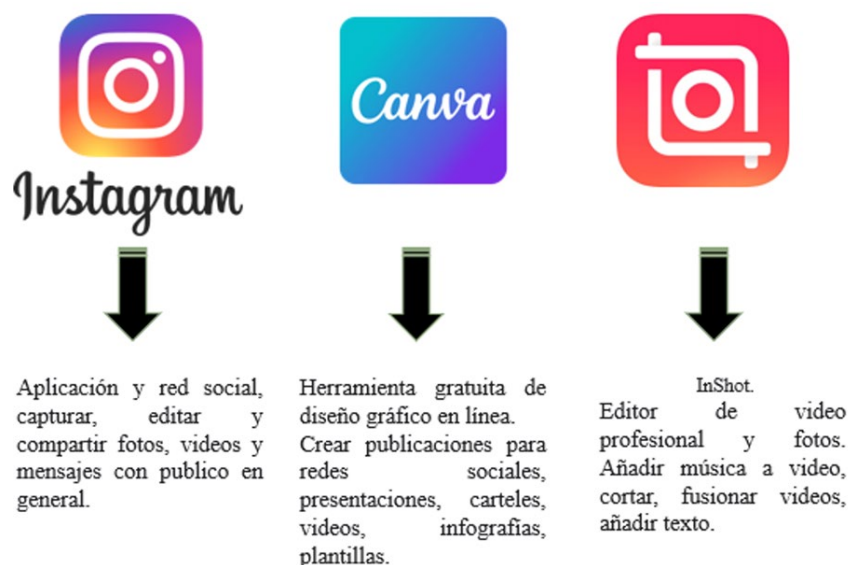 Instagram
Canva
Aplicación y red social,
capturar, editar y
compartir fotos, videos y
mensajes con publico en
general.
Herramienta gratuita de
diseño gráfico en línea.
Crear publicaciones para
redes sociales,
presentaciones, carteles,
videos, infografías,
plantillas.
InShot.
Editor de video
profesional y fotos.
Añadir música a video,
cortar, fusionar videos,
añadir texto.